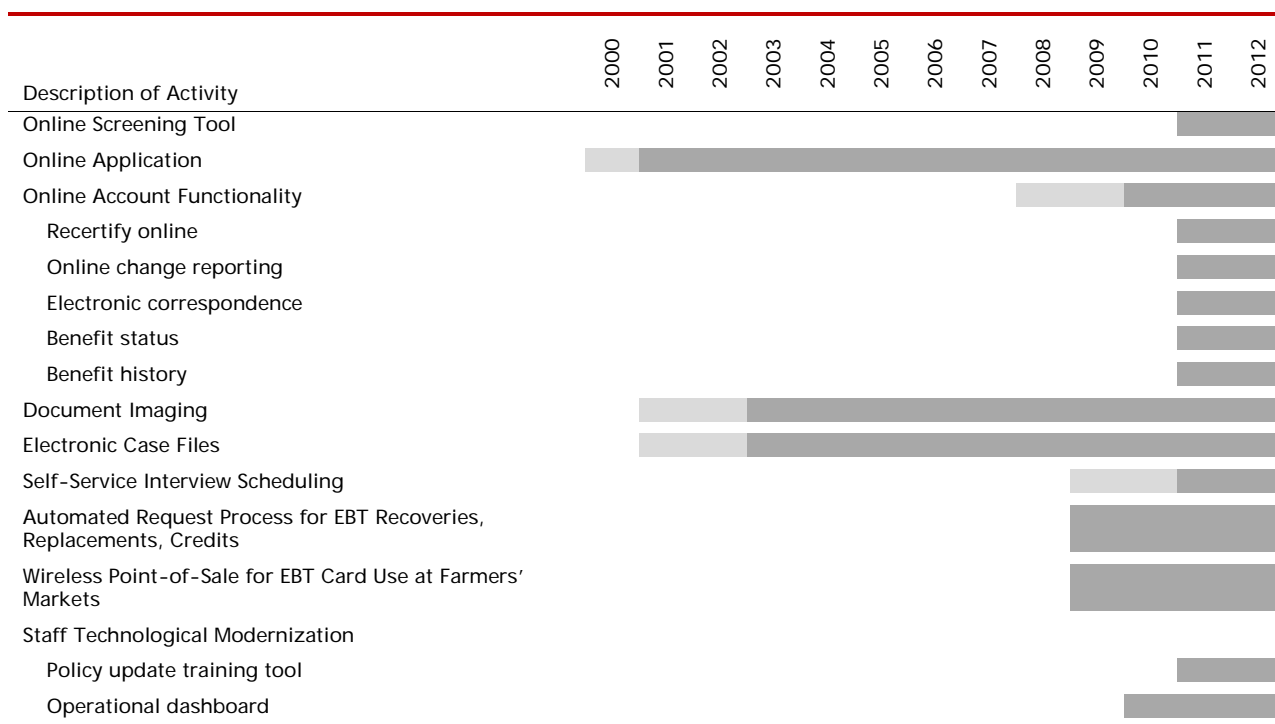 Description of Activity 2000 2001 2002 2003 2004 2005 2006 2007 2008 2009 2010 2011 2012
Online Screening Tool
Online Application
Online Account Functionality
Recertify online
Online change reporting
Electronic correspondence
Benefit status
Benefit history
Document Imaging
Electronic Case Files
Self-Service Interview Scheduling
Automated Request Process for EBT Recoveries,
Replacements, Credits
Wireless Point-of-Sale for EBT Card Use at Farmers’
Markets
Staff Technological Modernization
Policy update training tool
Operational dashboard